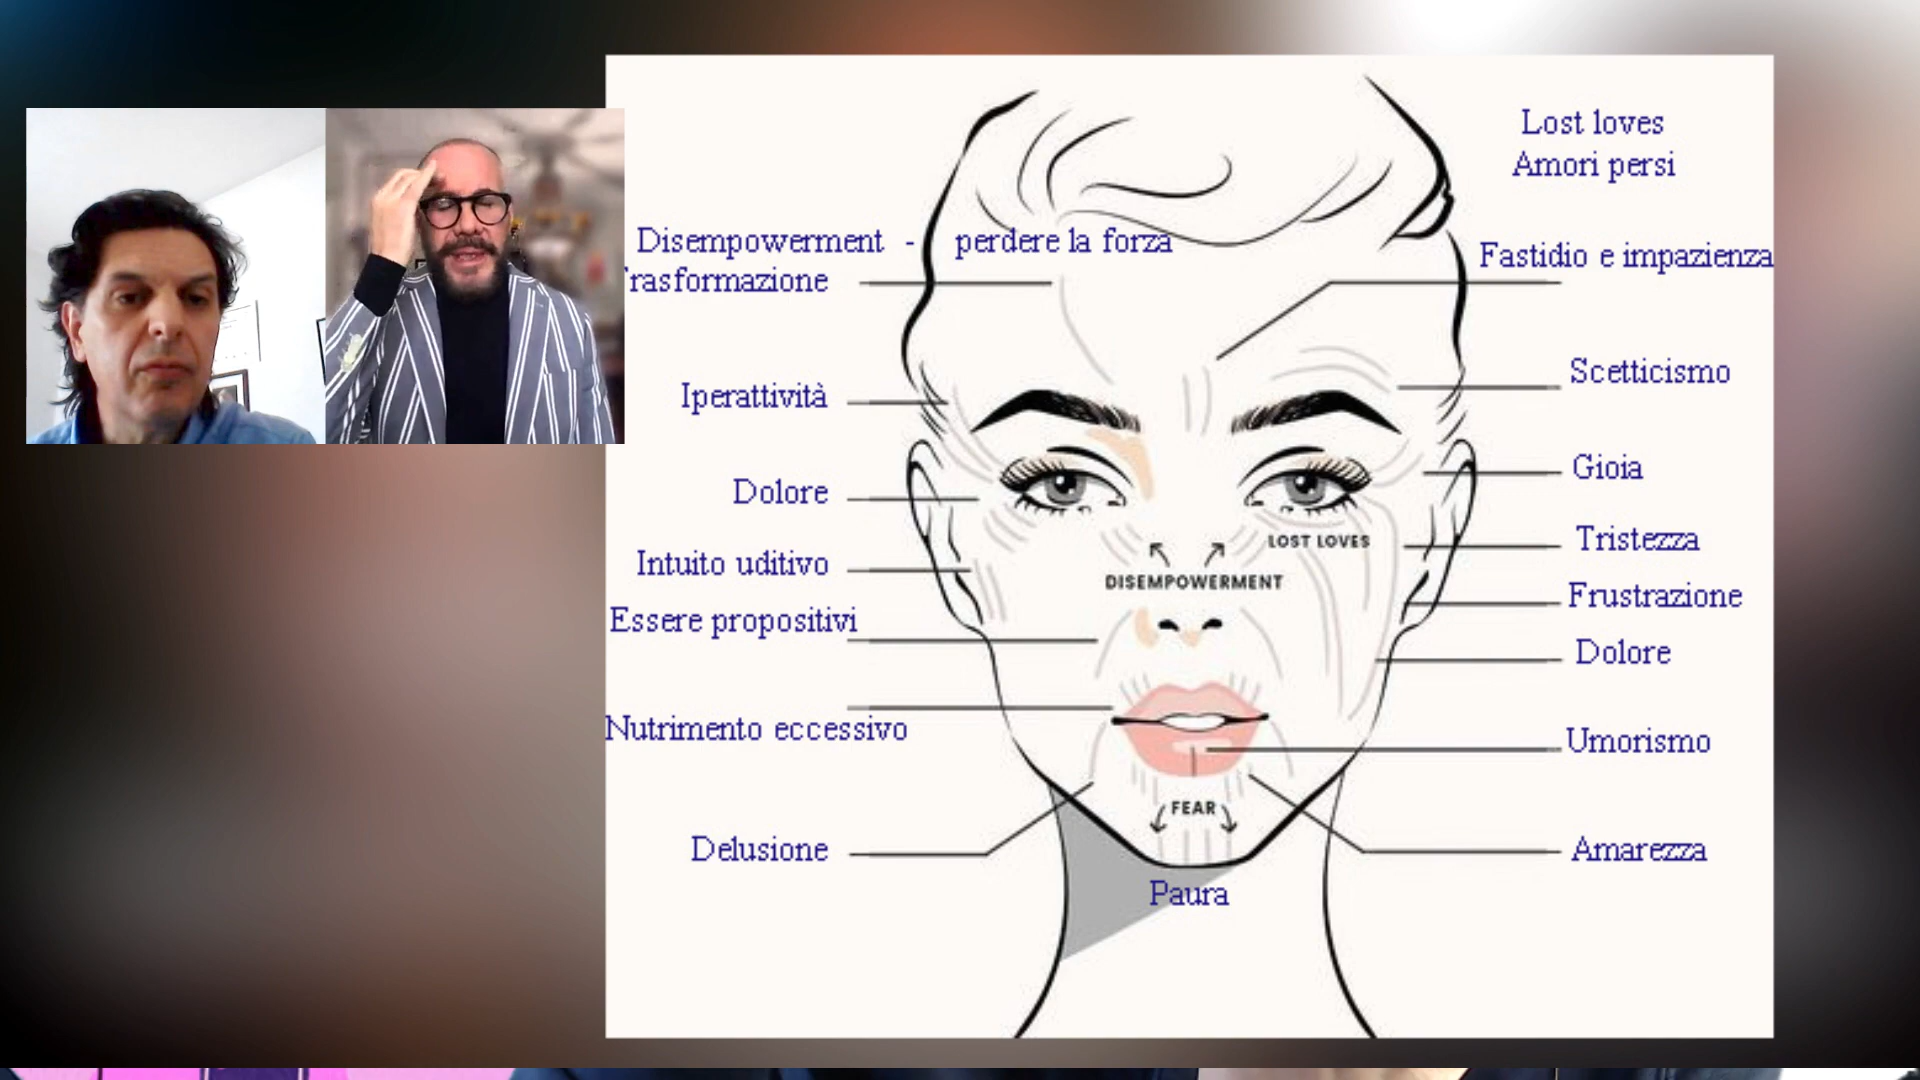 Lost loves
Amori persi
Disempowerment - perdere la forza
Trasformazione
Fastidio e impazienza
Iperattività
Scetticismo
Dolore
Gioia
LOST LOVES
Tristezza
Intuito uditivo
DISEMPOWERMENT
Frustrazione
Essere propositivi
Dolore
Nutrimento eccessivo
Umorismo
FEAR
Delusione
Amarezza
Paura